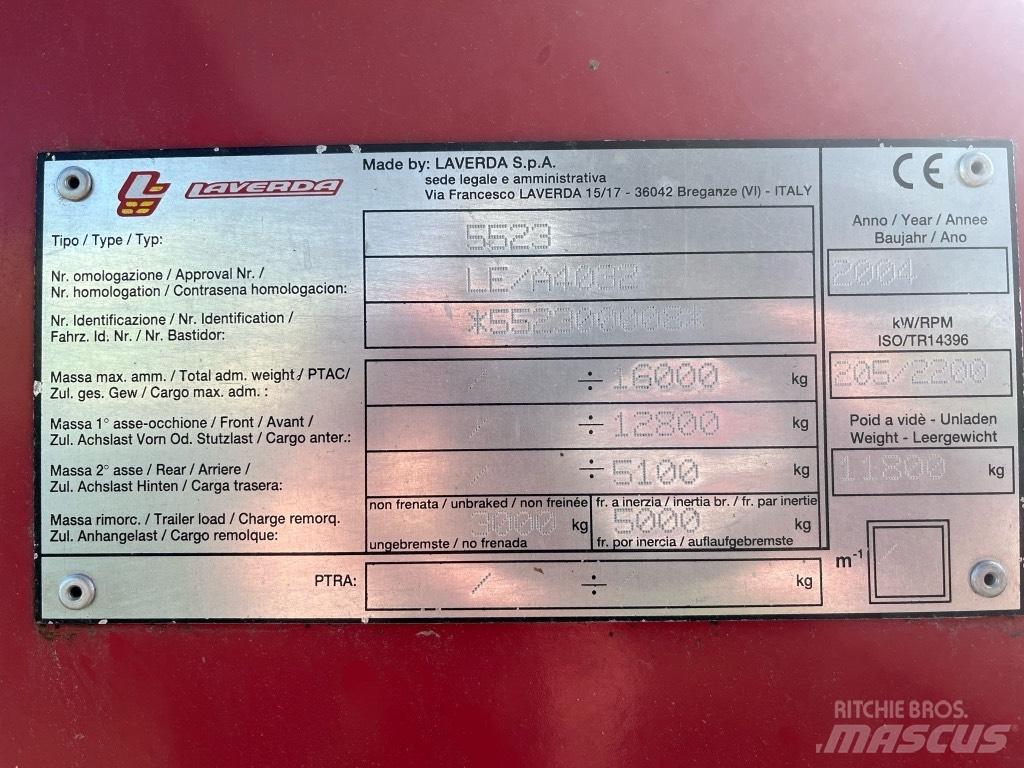 LAVERDA
Made by: LAVERDA S.p.A.
sede legale e amministrativa
Via Francesco LAVERDA 15/17 - 36042 Breganze (VI) - ITALY
CE
Tipo / Type / Typ:
5523
Nr. omologazione / Approval Nr. /
Nr. homologation / Contrasena homologacion:
LE/A4032
Nr. Identificazione / Nr. Identification /
Fahrz. Id. Nr. / Nr. Bastidor:
Anno / Year / Annee
Baujahr / Ano
2004
kW/RPM
ISO/TR14396
205/2200
Massa max. amm. / Total adm. weight / PTAC/
Zul. ges. Gew / Cargo max. adm. :
/ ÷ 16000 kg
Massa 1° asse-occhione / Front / Avant /
Zul. Achslast Vorn Od. Stutzlast / Cargo anter.:
/ ÷ 12800 kg
Massa 2° asse / Rear / Arriere /
Zul. Achslast Hinten / Carga trasera:
/ ÷ 5100 kg
Poid a vidè - Unladen
Weight - Leergewicht
11800 kg
Massa rimorc. / Trailer load / Charge remorq.
Zul. Anhangelast / Cargo remolque:
non frenata / unbraked / non freinée
3000 kg
ungebremste / no frenada
fr. a inerzia / inertia br. / fr. par inertie
5000 kg
fr. por inercia / auflaufgebremste
PTRA:
/ ÷ kg
m-1
/
RITCHIE BROS.
MASCUS